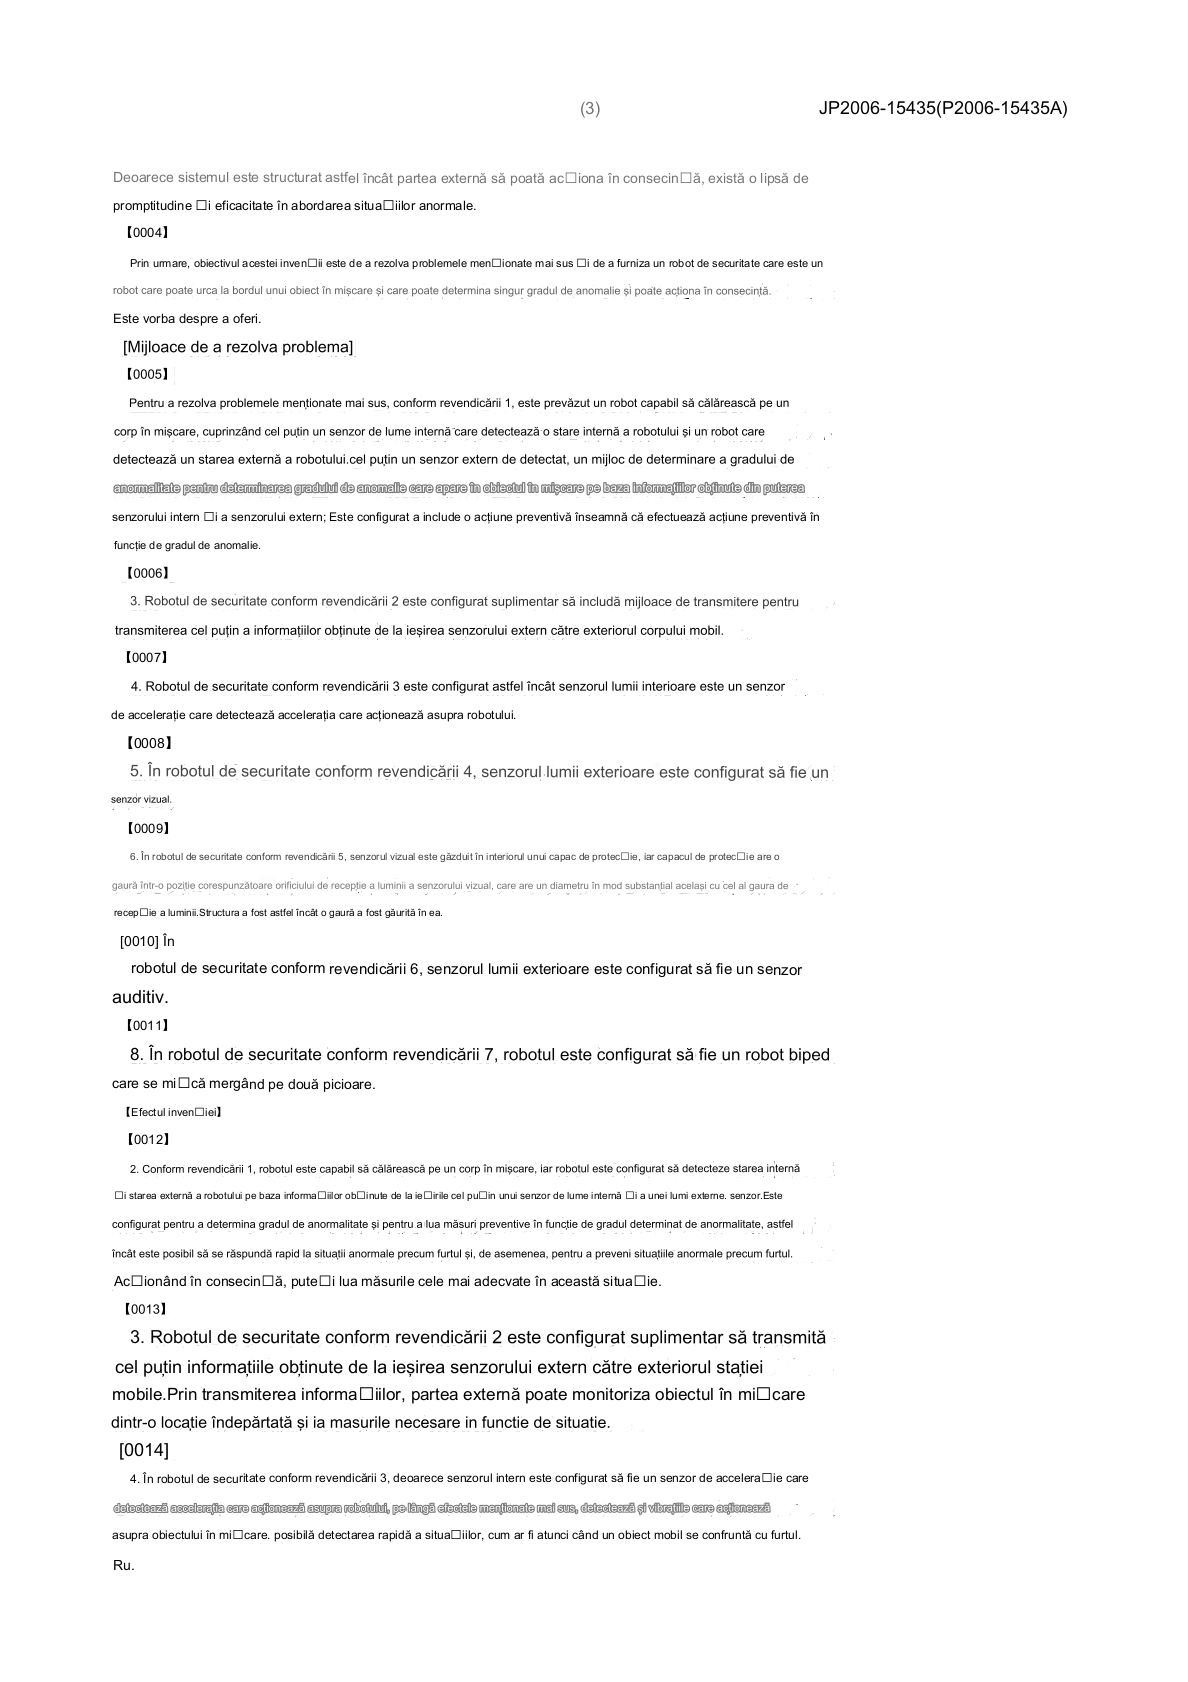 (3)
JP2006-15435(P2006-15435A)
Deoarece sistemul este structurat astfel încât partea externă să poată ac□iona în consecin□ă, există o lipsă de
promptitudine □i eficacitate în abordarea situa□iilor anormale.
【0004】
Prin urmare, obiectivul acestei inven□ii este de a rezolva problemele men□ionate mai sus □i de a furniza un robot de securitate care este un
robot care poate urca la bordul unui obiect în mișcare și care poate determina singur gradul de anomalie și poate acționa în consecință.
Este vorba despre a oferi.
[Mijloace de a rezolva problema]
【0005】
Pentru a rezolva problemele menționate mai sus, conform revendicării 1, este prevăzut un robot capabil să călărească pe un
corp în mișcare, cuprinzând cel puțin un senzor de lume internă care detectează o stare internă a robotului și un robot care
detectează un starea externă a robotului.cel puțin un senzor extern de detectat, un mijloc de determinare a gradului de
anormalitate pentru determinarea gradului de anomalie care apare în obiectul în mișcare pe baza informațiilor obținute din puterea
senzorului intern □i a senzorului extern; Este configurat a include o acțiune preventivă înseamnă că efectuează acțiune preventivă în
funcție de gradul de anomalie.
【0006】
3. Robotul de securitate conform revendicării 2 este configurat suplimentar să includă mijloace de transmitere pentru
transmiterea cel puțin a informațiilor obținute de la ieșirea senzorului extern către exteriorul corpului mobil.
【0007】
4. Robotul de securitate conform revendicării 3 este configurat astfel încât senzorul lumii interioare este un senzor
de accelerație care detectează accelerația care acționează asupra robotului.
【0008】
5. În robotul de securitate conform revendicării 4, senzorul lumii exterioare este configurat să fie un
senzor vizual.
【0009】
6. În robotul de securitate conform revendicării 5, senzorul vizual este găzduit în interiorul unui capac de protec□ie, iar capacul de protec□ie are o
gaură într-o poziție corespunzătoare orificiului de recepție a luminii a senzorului vizual, care are un diametru în mod substanțial același cu cel al gaura de
recep□ie a luminii.Structura a fost astfel încât o gaură a fost găurită în ea.
[0010] În
robotul de securitate conform revendicării 6, senzorul lumii exterioare este configurat să fie un senzor
auditiv.
【0011】
8. În robotul de securitate conform revendicării 7, robotul este configurat să fie un robot biped
care se mi□că mergând pe două picioare.
【Efectul inven□iei】
【0012】
2. Conform revendicării 1, robotul este capabil să călărească pe un corp în mișcare, iar robotul este configurat să detecteze starea internă
□i starea externă a robotului pe baza informa□iilor ob□inute de la ie□irile cel pu□in unui senzor de lume internă □i a unei lumi externe. senzor.Este
configurat pentru a determina gradul de anormalitate și pentru a lua măsuri preventive în funcție de gradul determinat de anormalitate, astfel
încât este posibil să se răspundă rapid la situații anormale precum furtul și, de asemenea, pentru a preveni situațiile anormale precum furtul.
Ac□ionând în consecin□ă, pute□i lua măsurile cele mai adecvate în această situa□ie.
【0013】
3. Robotul de securitate conform revendicării 2 este configurat suplimentar să transmită
cel puțin informațiile obținute de la ieșirea senzorului extern către exteriorul stației
mobile.Prin transmiterea informa□iilor, partea externă poate monitoriza obiectul în mi□care
dintr-o locație îndepărtată și ia masurile necesare in functie de situatie.
[0014]
4. În robotul de securitate conform revendicării 3, deoarece senzorul intern este configurat să fie un senzor de accelera□ie care
detectează accelerația care acționează asupra robotului, pe lângă efectele menționate mai sus, detectează și vibrațiile care acționează
asupra obiectului în mi□care. posibilă detectarea rapidă a situa□iilor, cum ar fi atunci când un obiect mobil se confruntă cu furtul.
Ru.